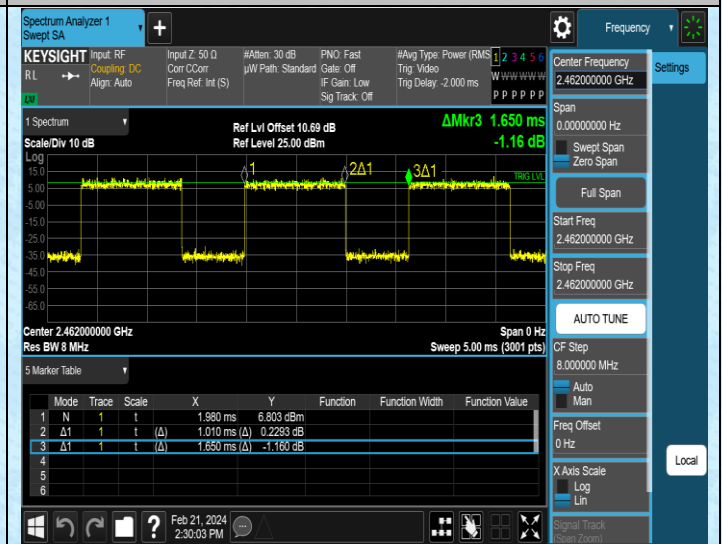 Spectrum Analyzer 1
Swept SA
Frequency
KEYSIGHT
R L
LXI
Input: RF
Coupling: DC
Align: Auto
Input Z: 50 Ω
Corr CCorr
Freq Ref: Int (S)
#Atten: 30 dB
µW Path: Standard
PNO: Fast
Gate: Off
IF Gain: Low
Sig Track: Off
#Avg Type: Power (RMS
Trig: Video
Trig Delay: -2.000 ms
1 2 3 4 5 6
W W W W W W
P P P P P P
1 Spectrum
Scale/Div 10 dB
Log
Ref Lvl Offset 10.69 dB
Ref Level 25.00 dBm
ΔMkr3 1.650 ms
-1.16 dB
15.0
5.00
-5.00
-15.0
-25.0
-35.0
-45.0
-55.0
-65.0
1
2Δ1
3Δ1
TRIG LVL
Center 2.462000000 GHz
Res BW 8 MHz
Span 0 Hz
Sweep 5.00 ms (3001 pts)
5 Marker Table
Mode Trace Scale X Y Function Function Width Function Value
1 N 1 t 1.980 ms 6.803 dBm
2 Δ1 1 t (Δ) 1.010 ms (Δ) 0.2293 dB
3 Δ1 1 t (Δ) 1.650 ms (Δ) -1.160 dB
4
5
6
?
Feb 21, 2024
2:30:03 PM
Center Frequency
2.462000000 GHz
Span
0.00000000 Hz
Swept Span
Zero Span
Full Span
Start Freq
2.462000000 GHz
Stop Freq
2.462000000 GHz
AUTO TUNE
CF Step
8.000000 MHz
Auto
Man
Freq Offset
0 Hz
X Axis Scale
Log
Lin
Signal Track
(Span Zoom)
Settings
Local